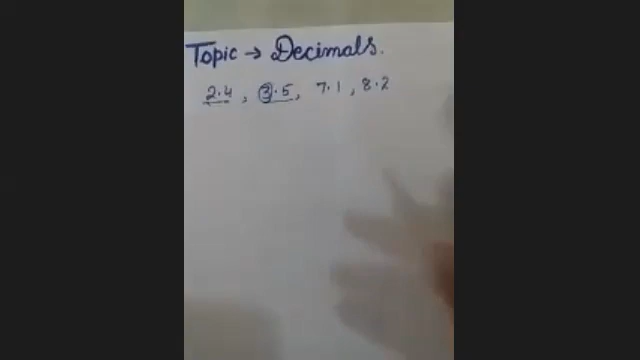 Topic → Decimals.
2.4, 3.5, 7.1, 8.2